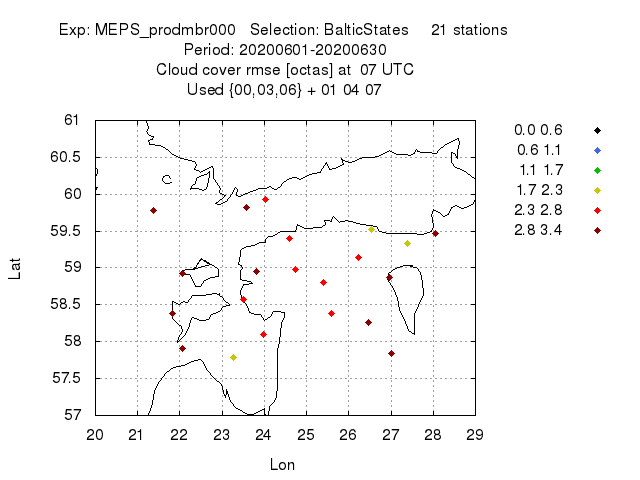 Exp: MEPS_prodmbr000 Selection: BalticStates 21 stations
Period: 20200601-20200630
Cloud cover rmse [octas] at 07 UTC
Used {00,03,06} + 01 04 07
61
60.5
60
59.5
59
58.5
58
57.5
57
Lat
20 21 22 23 24 25 26 27 28 29
Lon
0.0 0.6
0.6 1.1
1.1 1.7
1.7 2.3
2.3 2.8
2.8 3.4